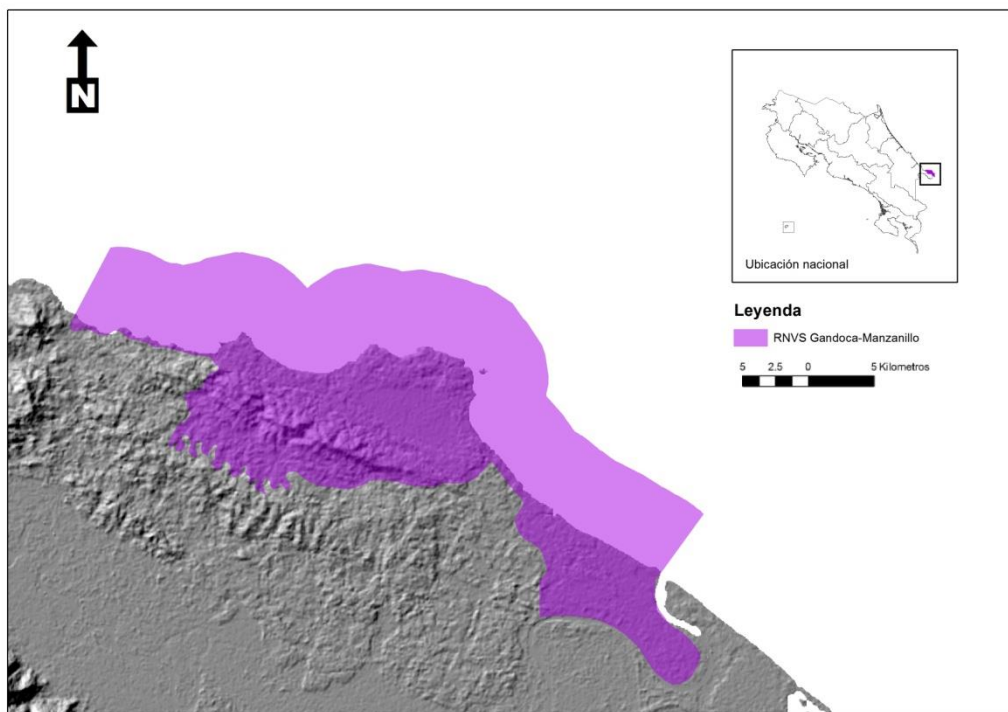 N
Ubicación nacional
Leyenda
RNVS Gandoca-Manzanillo
5 2.5 0 5 Kilometros